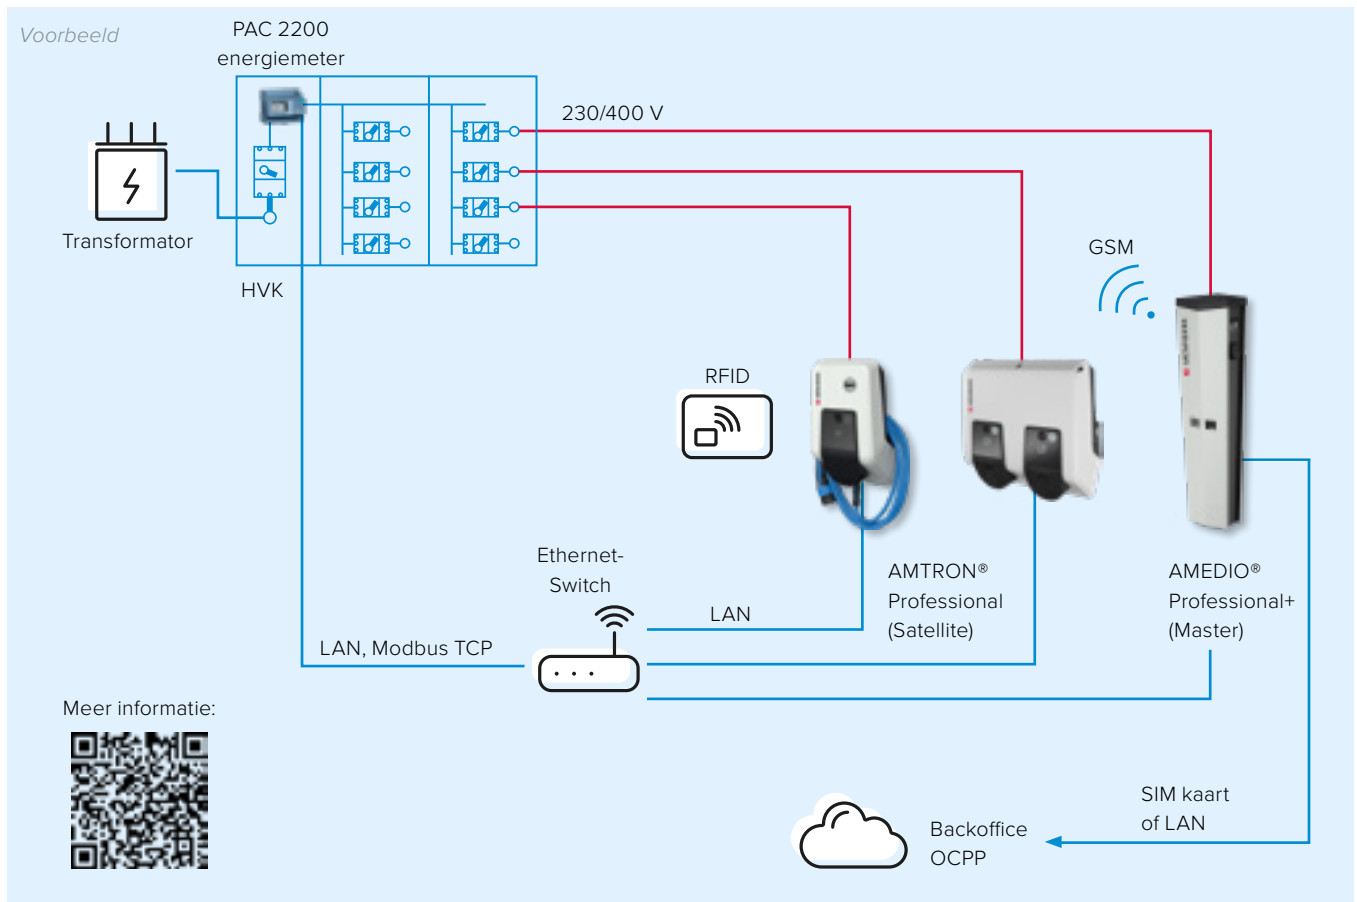 Voorbeeld
PAC 2200
energiemeter
230/400 V
Transformator
HVK
GSM
RFID
Ethernet-
Switch
LAN
LAN, Modbus TCP
AMTRON®
Professional
(Satellite)
AMEDIO®
Professional+
(Master)
Meer informatie:
SIM kaart
of LAN
Backoffice
OCPP